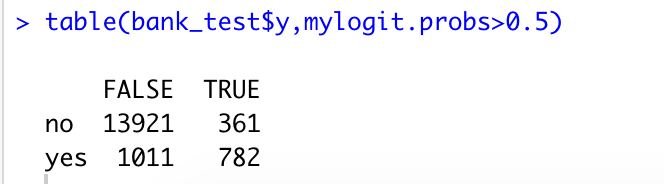 > table(bank_test$y,mylogit.probs>0.5)
FALSE TRUE
no 13921 361
yes 1011 782